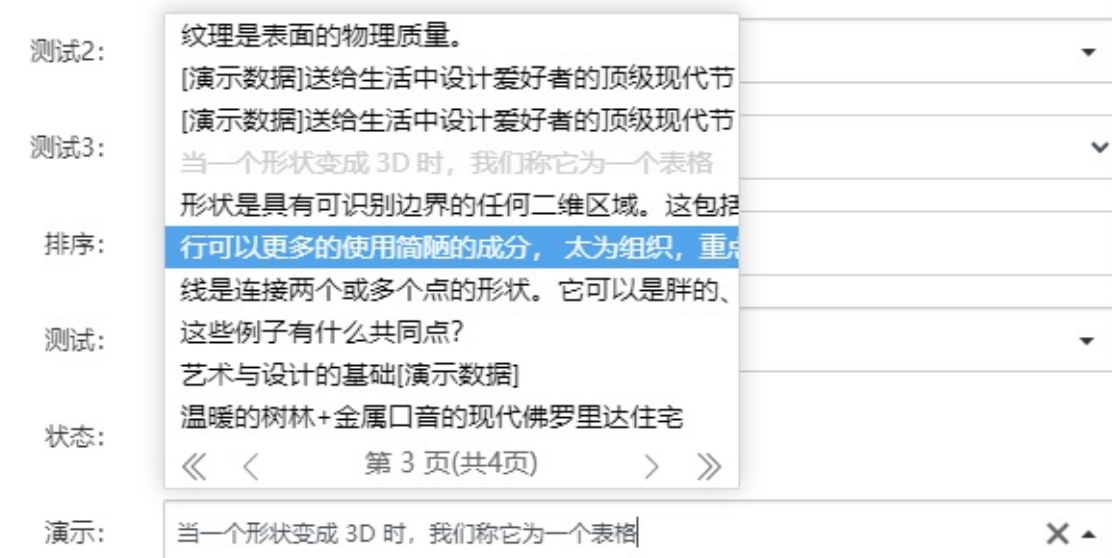 纹理是表面的物理质量。
测试2:
[演示数据]送给生活中设计爱好者的顶级现代节
[演示数据]送给生活中设计爱好者的顶级现代节
测试3:
当一个形状变成 3D 时，我们称它为一个表格
形状是具有可识别边界的任何二维区域。这包括
排序:
行可以更多的使用简陋的成分， 太为组织，重点
线是连接两个或多个点的形状。它可以是胖的、
这些例子有什么共同点?
测试:
艺术与设计的基础[演示数据]
温暖的树林+金属口音的现代佛罗里达住宅
状态:
第 3 页(共4页)
演示:
当一个形状变成 3D 时，我们称它为一个表格